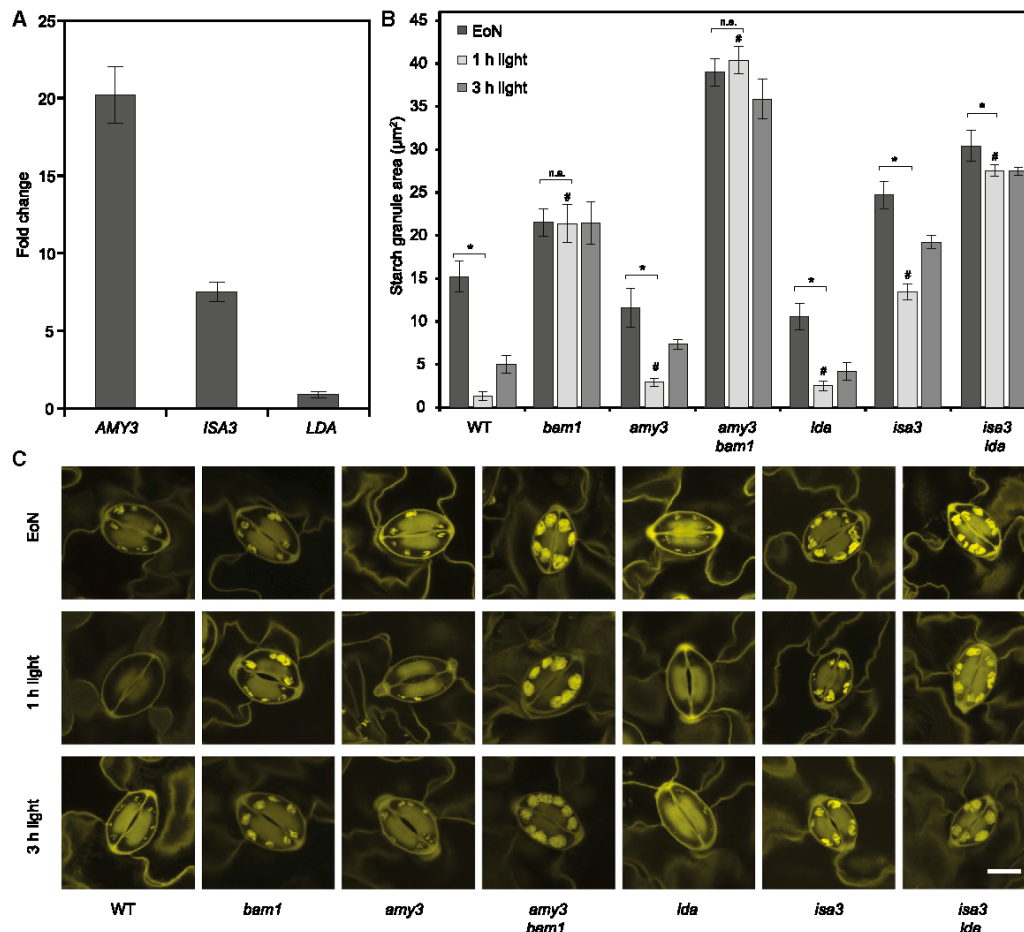 A
25
20
15
10
5
0
Fold change
AMY3 ISA3 LDA
B
45
40
35
30
25
20
15
10
5
0
Starch granule area (µm²)
EoN
1 h light
3 h light
*
n.s.
#
*
#
n.s.
#
*
#
*
#
*
#
WT bam1 amy3 amy3 lda isa3 isa3
bam1 lda
C
EoN
1 h light
3 h light
WT bam1 amy3 amy3 lda isa3 isa3
bam1 lda